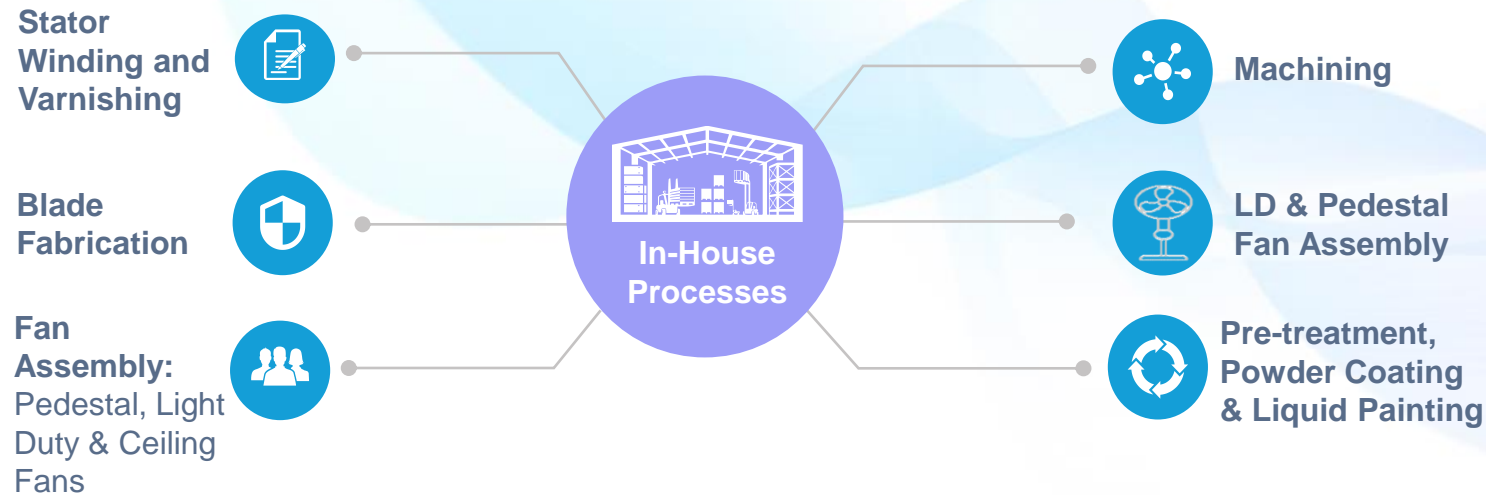 Stator
Winding and
Varnishing
Blade
Fabrication
Fan
Assembly:
Pedestal, Light
Duty & Ceiling
Fans
In-House
Processes
Machining
LD & Pedestal
Fan Assembly
Pre-treatment,
Powder Coating
& Liquid Painting